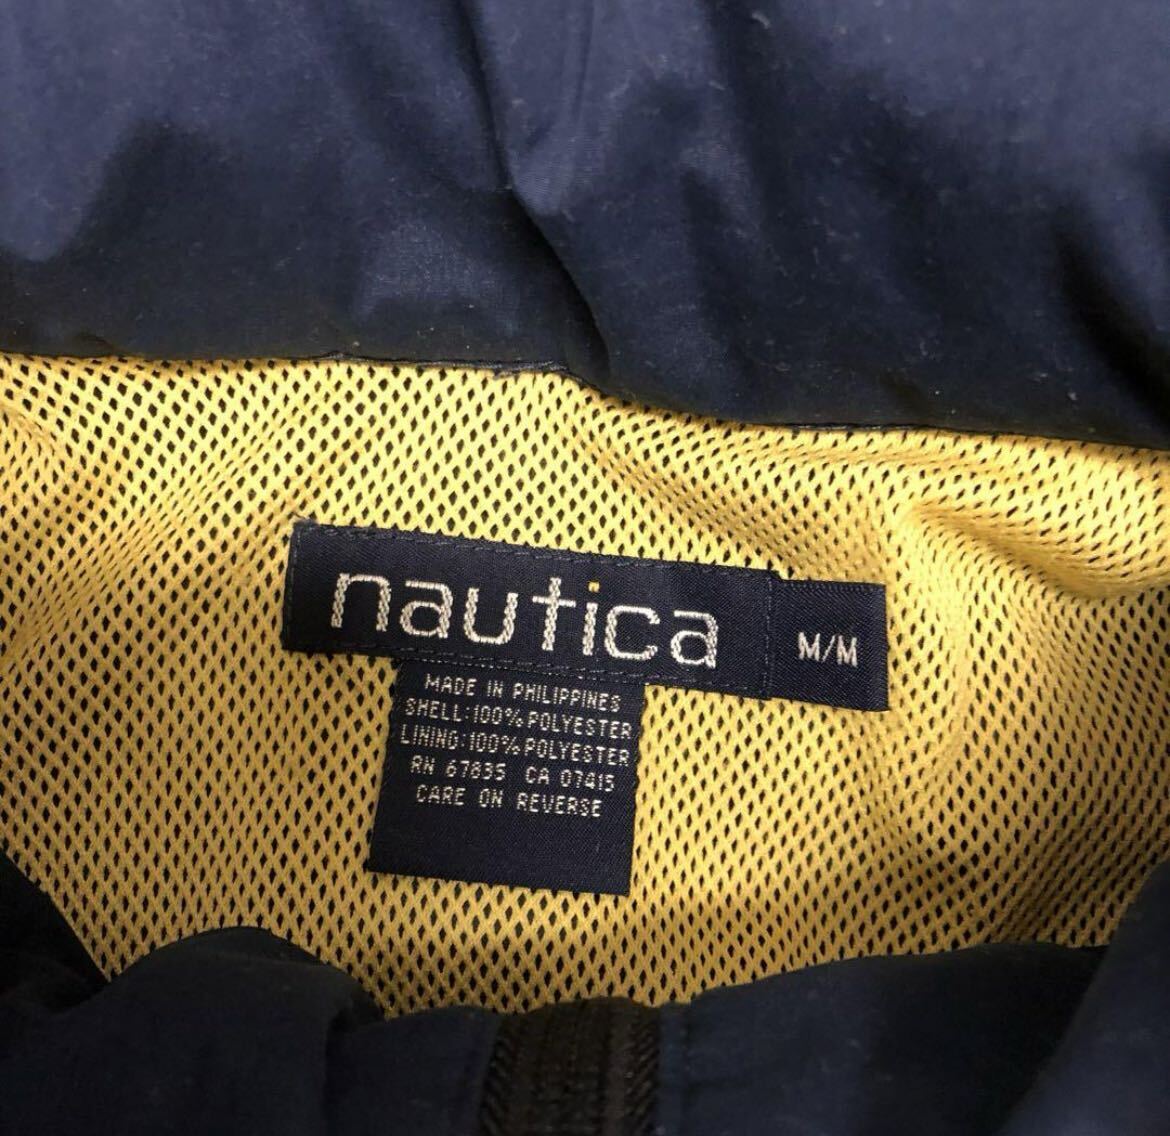 nautica
M/M
MADE IN PHILIPPINES
SHELL:100% POLYESTER
LINING:100% POLYESTER
RN 67835 CA 07415
CARE ON REVERSE